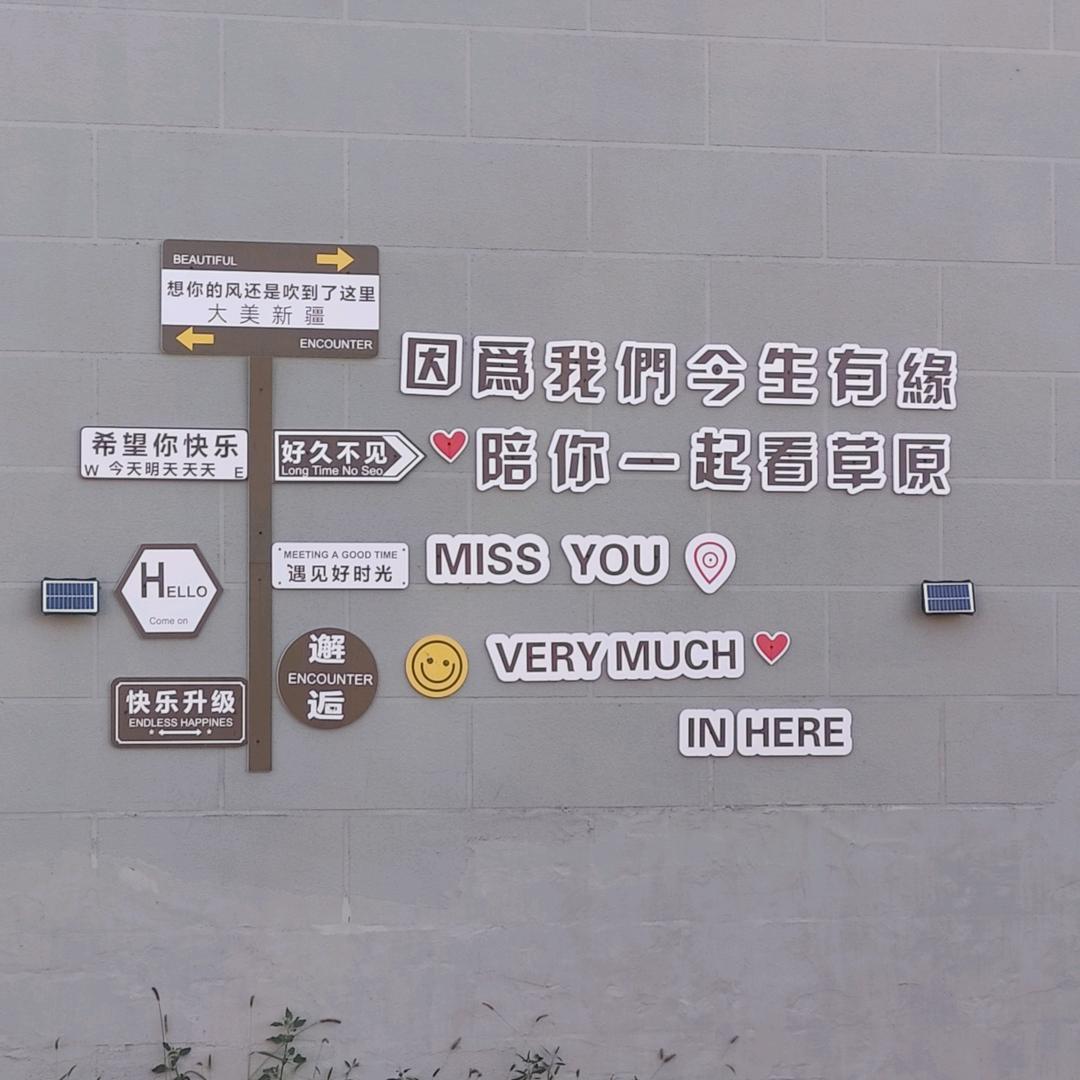 BEAUTIFUL
想你的风还是吹到了这里
大美新疆
ENCOUNTER
因爲我們今生有緣
陪你一起看草原
希望你快乐
W 今天明天天天 E
好久不见
Long Time No Seo
MEETING A GOOD TIME
遇见好时光
MISS YOU
HELLO
Come on
邂
ENCOUNTER
逅
VERY MUCH
快乐升级
ENDLESS HAPPINES
IN HERE